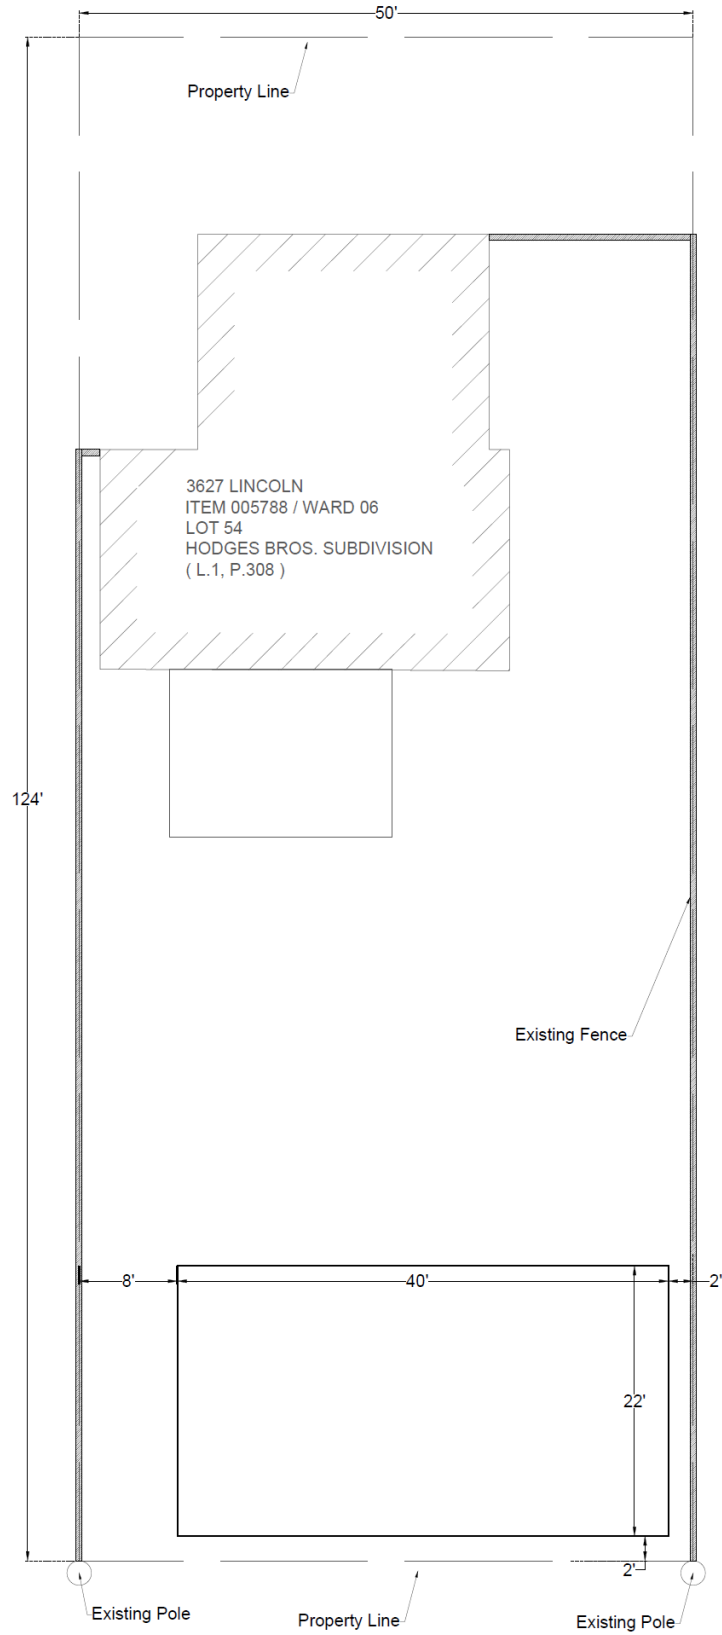 50'
Property Line
3627 LINCOLN
ITEM 005788 / WARD 06
LOT 54
HODGES BROS. SUBDIVISION
( L.1, P.308 )
124'
Existing Fence
8'
40'
2'
22'
2'
Existing Pole
Property Line
Existing Pole